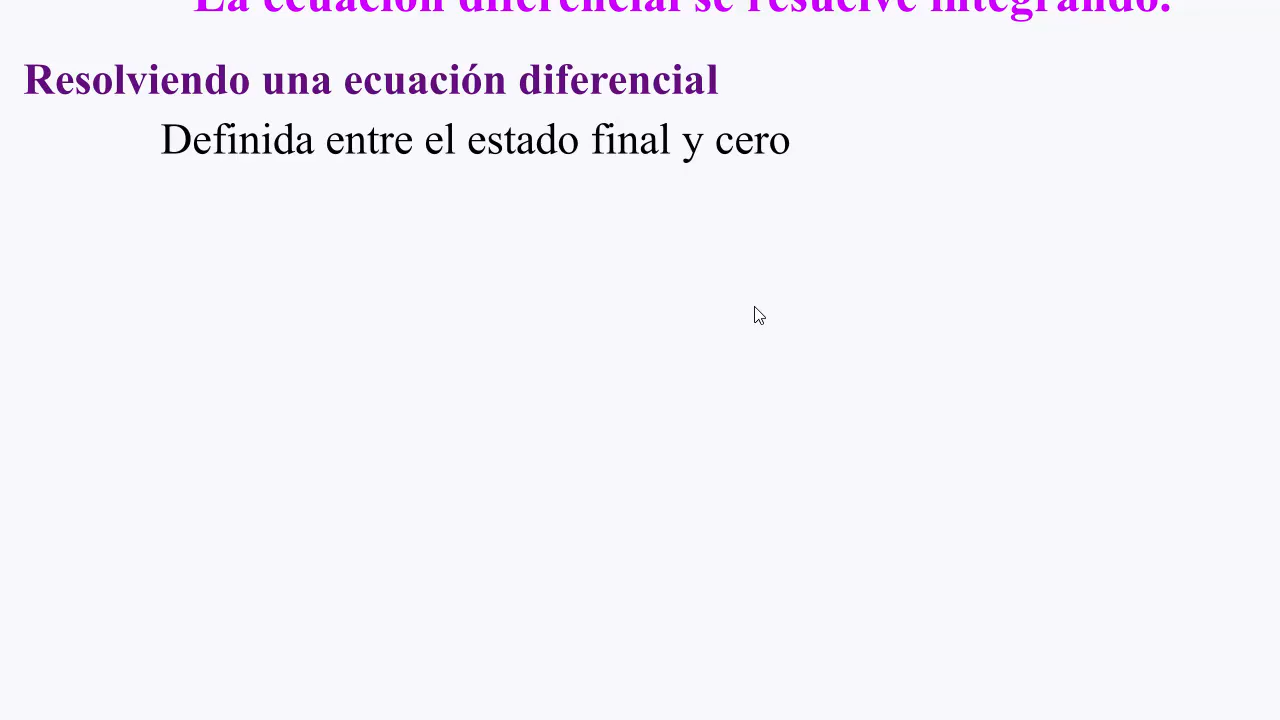 La ecuación diferencial se resuelve integrando.
Resolviendo una ecuación diferencial
Definida entre el estado final y cero